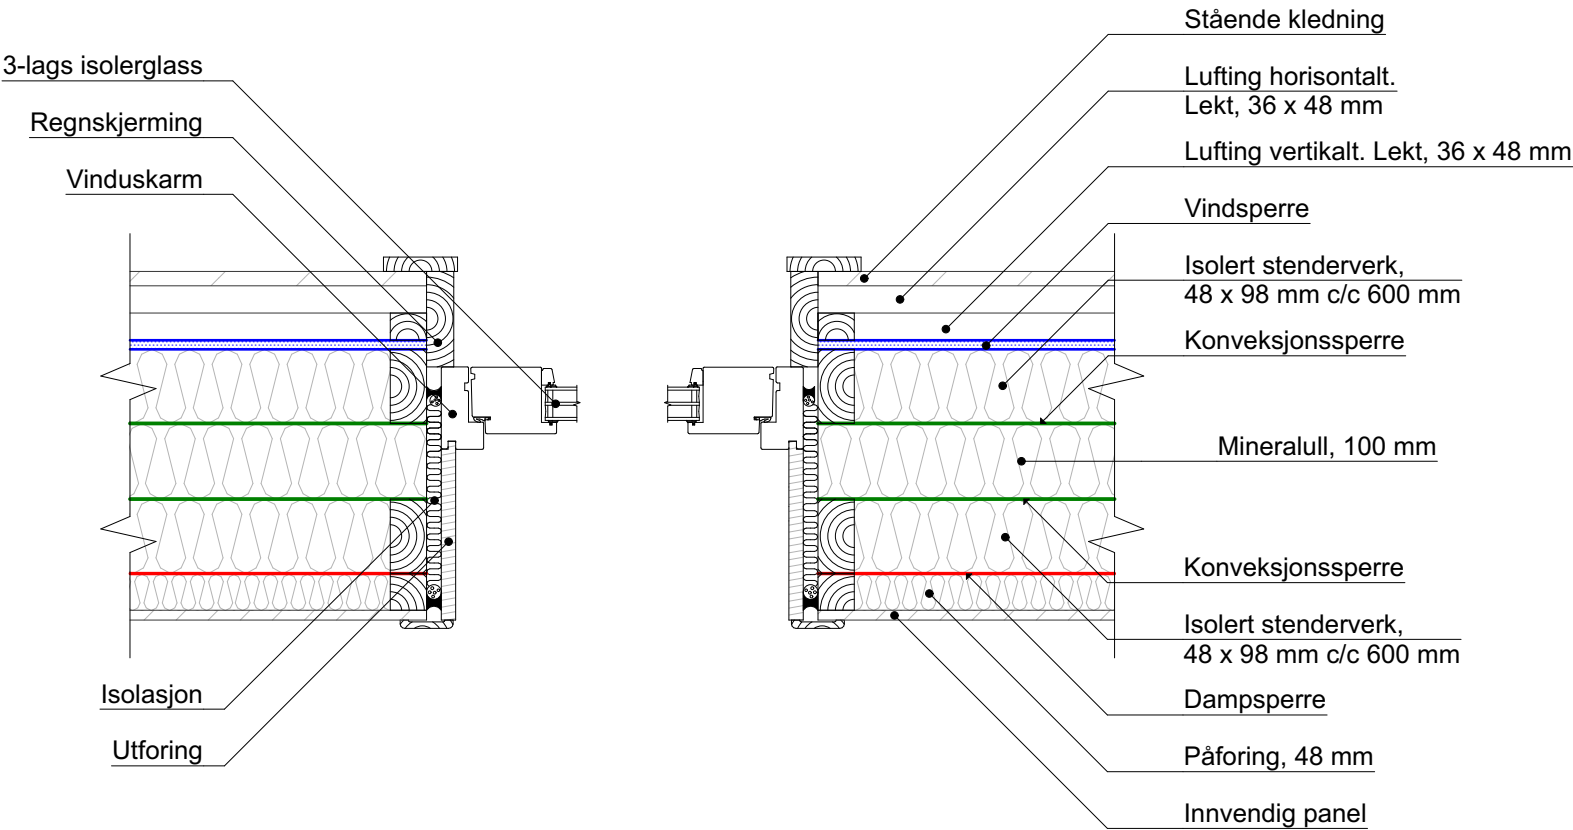 3-lags isolerglass
Regnskjerming
Vinduskarm
Isolasjon
Utforing
Stående kledning
Lufting horisontalt.
Lekt, 36 x 48 mm
Lufting vertikalt. Lekt, 36 x 48 mm
Vindsperre
Isolert stenderverk,
48 x 98 mm c/c 600 mm
Konveksjonssperre
Mineralull, 100 mm
Konveksjonssperre
Isolert stenderverk,
48 x 98 mm c/c 600 mm
Dampsperre
Påforing, 48 mm
Innvendig panel